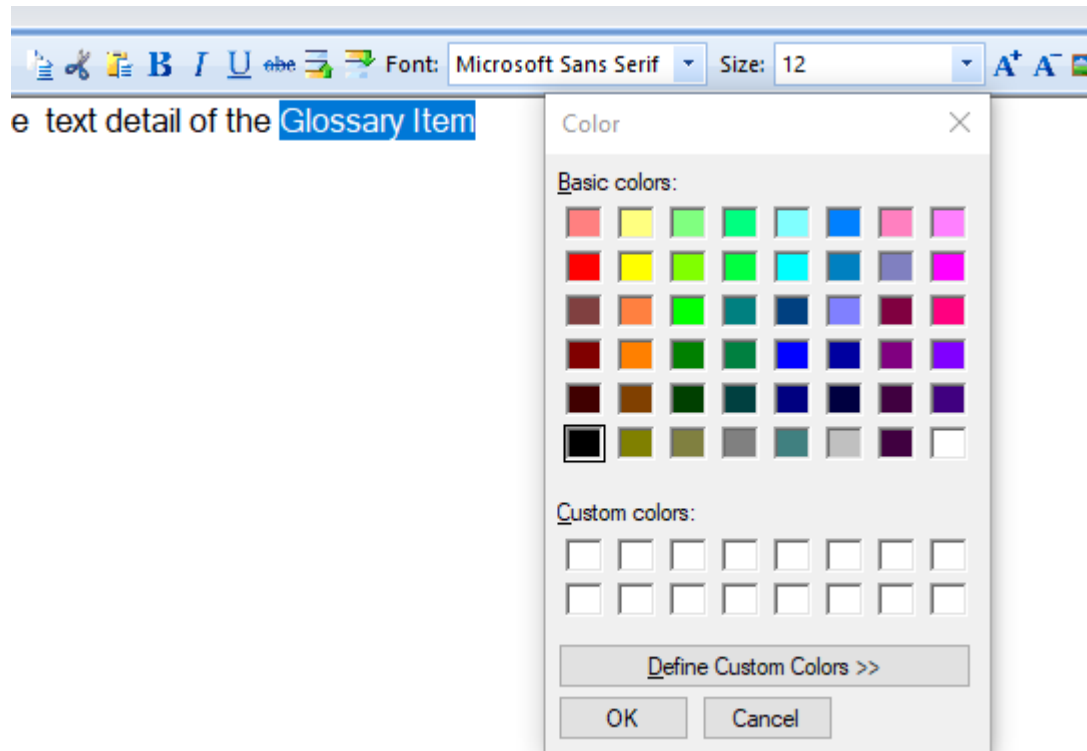 B I U abc Font: Microsoft Sans Serif Size: 12 A+ A-
e text detail of the Glossary Item
Color
Basic colors:
Custom colors:
Define Custom Colors >>
OK Cancel